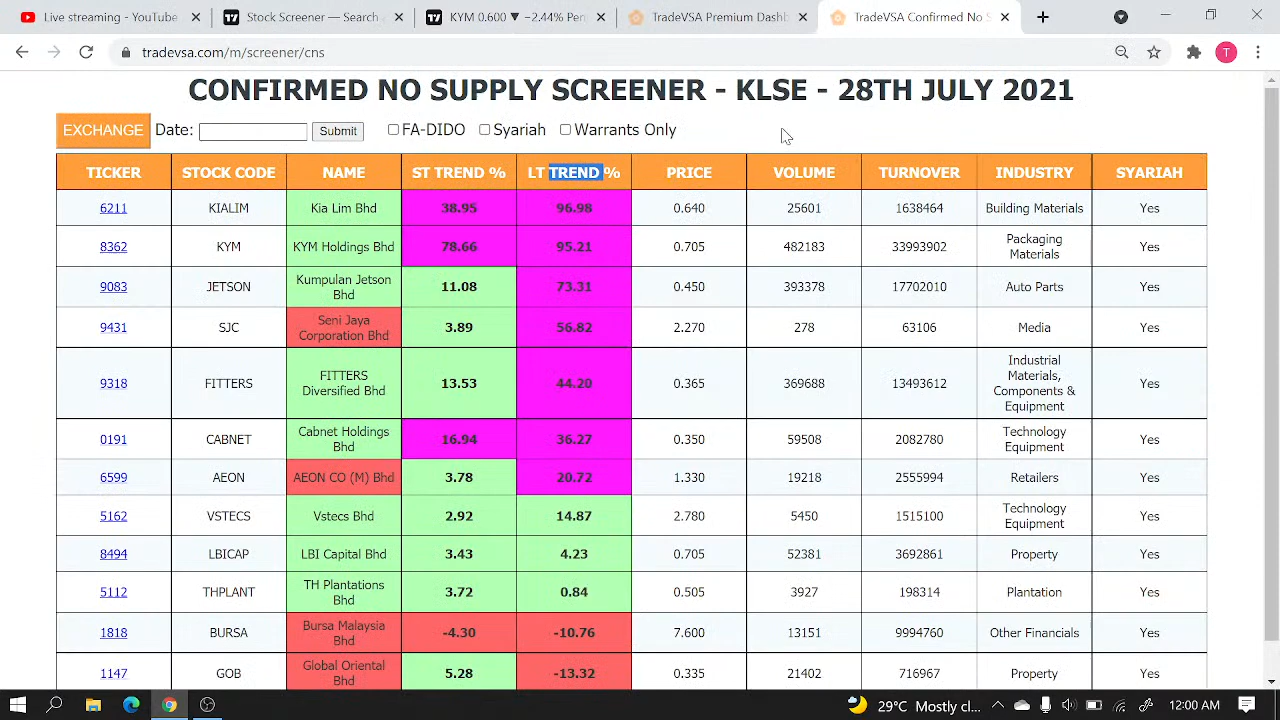 Live streaming - YouTube
Stock Screener — Search
0.600 ▼ −2.44% Pent
TradeVSA Premium Dashb
TradeVSA Confirmed No S
tradevsa.com/m/screener/cns
T
CONFIRMED NO SUPPLY SCREENER - KLSE - 28TH JULY 2021
EXCHANGE Date: Submit FA-DIDO Syariah Warrants Only
TICKER STOCK CODE NAME ST TREND % LT TREND % PRICE VOLUME TURNOVER INDUSTRY SYARIAH
6211 KIALIM Kia Lim Bhd 38.95 96.98 0.640 25601 1638464 Building Materials Yes
8362 KYM KYM Holdings Bhd 78.66 95.21 0.705 482183 33993902 Packaging
Materials Yes
9083 JETSON Kumpulan Jetson
Bhd 11.08 73.31 0.450 393378 17702010 Auto Parts Yes
9431 SJC Seni Jaya
Corporation Bhd 3.89 56.82 2.270 278 63106 Media Yes
9318 FITTERS FITTERS
Diversified Bhd 13.53 44.20 0.365 369688 13493612 Industrial
Materials,
Components &
Equipment Yes
0191 CABNET Cabnet Holdings
Bhd 16.94 36.27 0.350 59508 2082780 Technology
Equipment Yes
6599 AEON AEON CO (M) Bhd 3.78 20.72 1.330 19218 2555994 Retailers Yes
5162 VSTECS Vstecs Bhd 2.92 14.87 2.780 5450 1515100 Technology
Equipment Yes
8494 LBICAP LBI Capital Bhd 3.43 4.23 0.705 52381 3692861 Property Yes
5112 THPLANT TH Plantations
Bhd 3.72 0.84 0.505 3927 198314 Plantation Yes
1818 BURSA Bursa Malaysia
Bhd -4.30 -10.76 7.600 13151 9994760 Other Financials Yes
1147 GOB Global Oriental
Bhd 5.28 -13.32 0.335 21402 716967 Property Yes
29°C Mostly cl... 12:00 AM